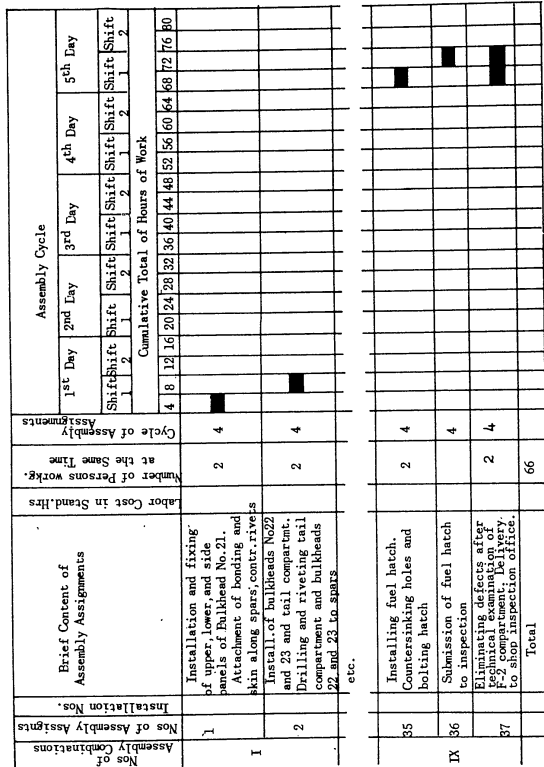 Nos of
Assembly Combinations
Nos of Assembly Assignts
Installation Nos.
Brief Content of
Assembly Assignments
Labor Cost in Stand.Hrs
Number of Persons workg.
at the Same Time
Cycle of Assembly
Assignments
Assembly Cycle
1st Day 2nd Day 3rd Day 4th Day 5th Day
Shift Shift Shift Shift Shift Shift Shift Shift Shift Shift
1 2 1 2 1 2 1 2 1 2
Cumulative Total of Hours of Work
4 8 12 16 20 24 28 32 36 40 44 48 52 56 60 64 68 72 76 80
I
1
Installation and fixing
of upper,lower,and side
panels of bulkhead No.21.
Attachment of bonding and
skin along spars,contr.rivets
2 4
2
Install.of bulkheads No22
and 23 and tail compartmt.
Drilling and riveting tail
compartment and bulkheads
22 and 23 to spars
2 4
etc.
IX
35
Installing fuel hatch.
Countersinking holes and
bolting hatch
2 4
36
Submission of fuel hatch
to inspection
4
37
Eliminating defects after
technical examination of
F-2 compartment. Delivery
to shop inspection office.
2 4
Total 66